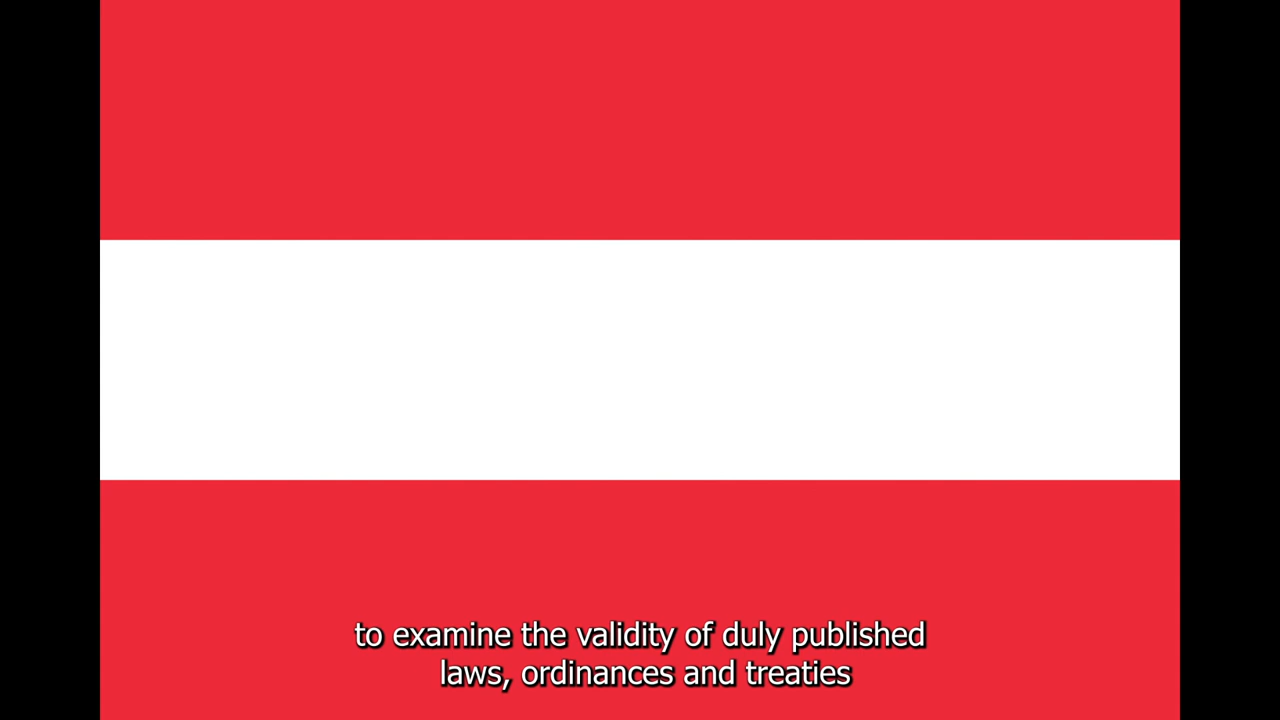 to examine the validity of duly published
laws, ordinances and treaties